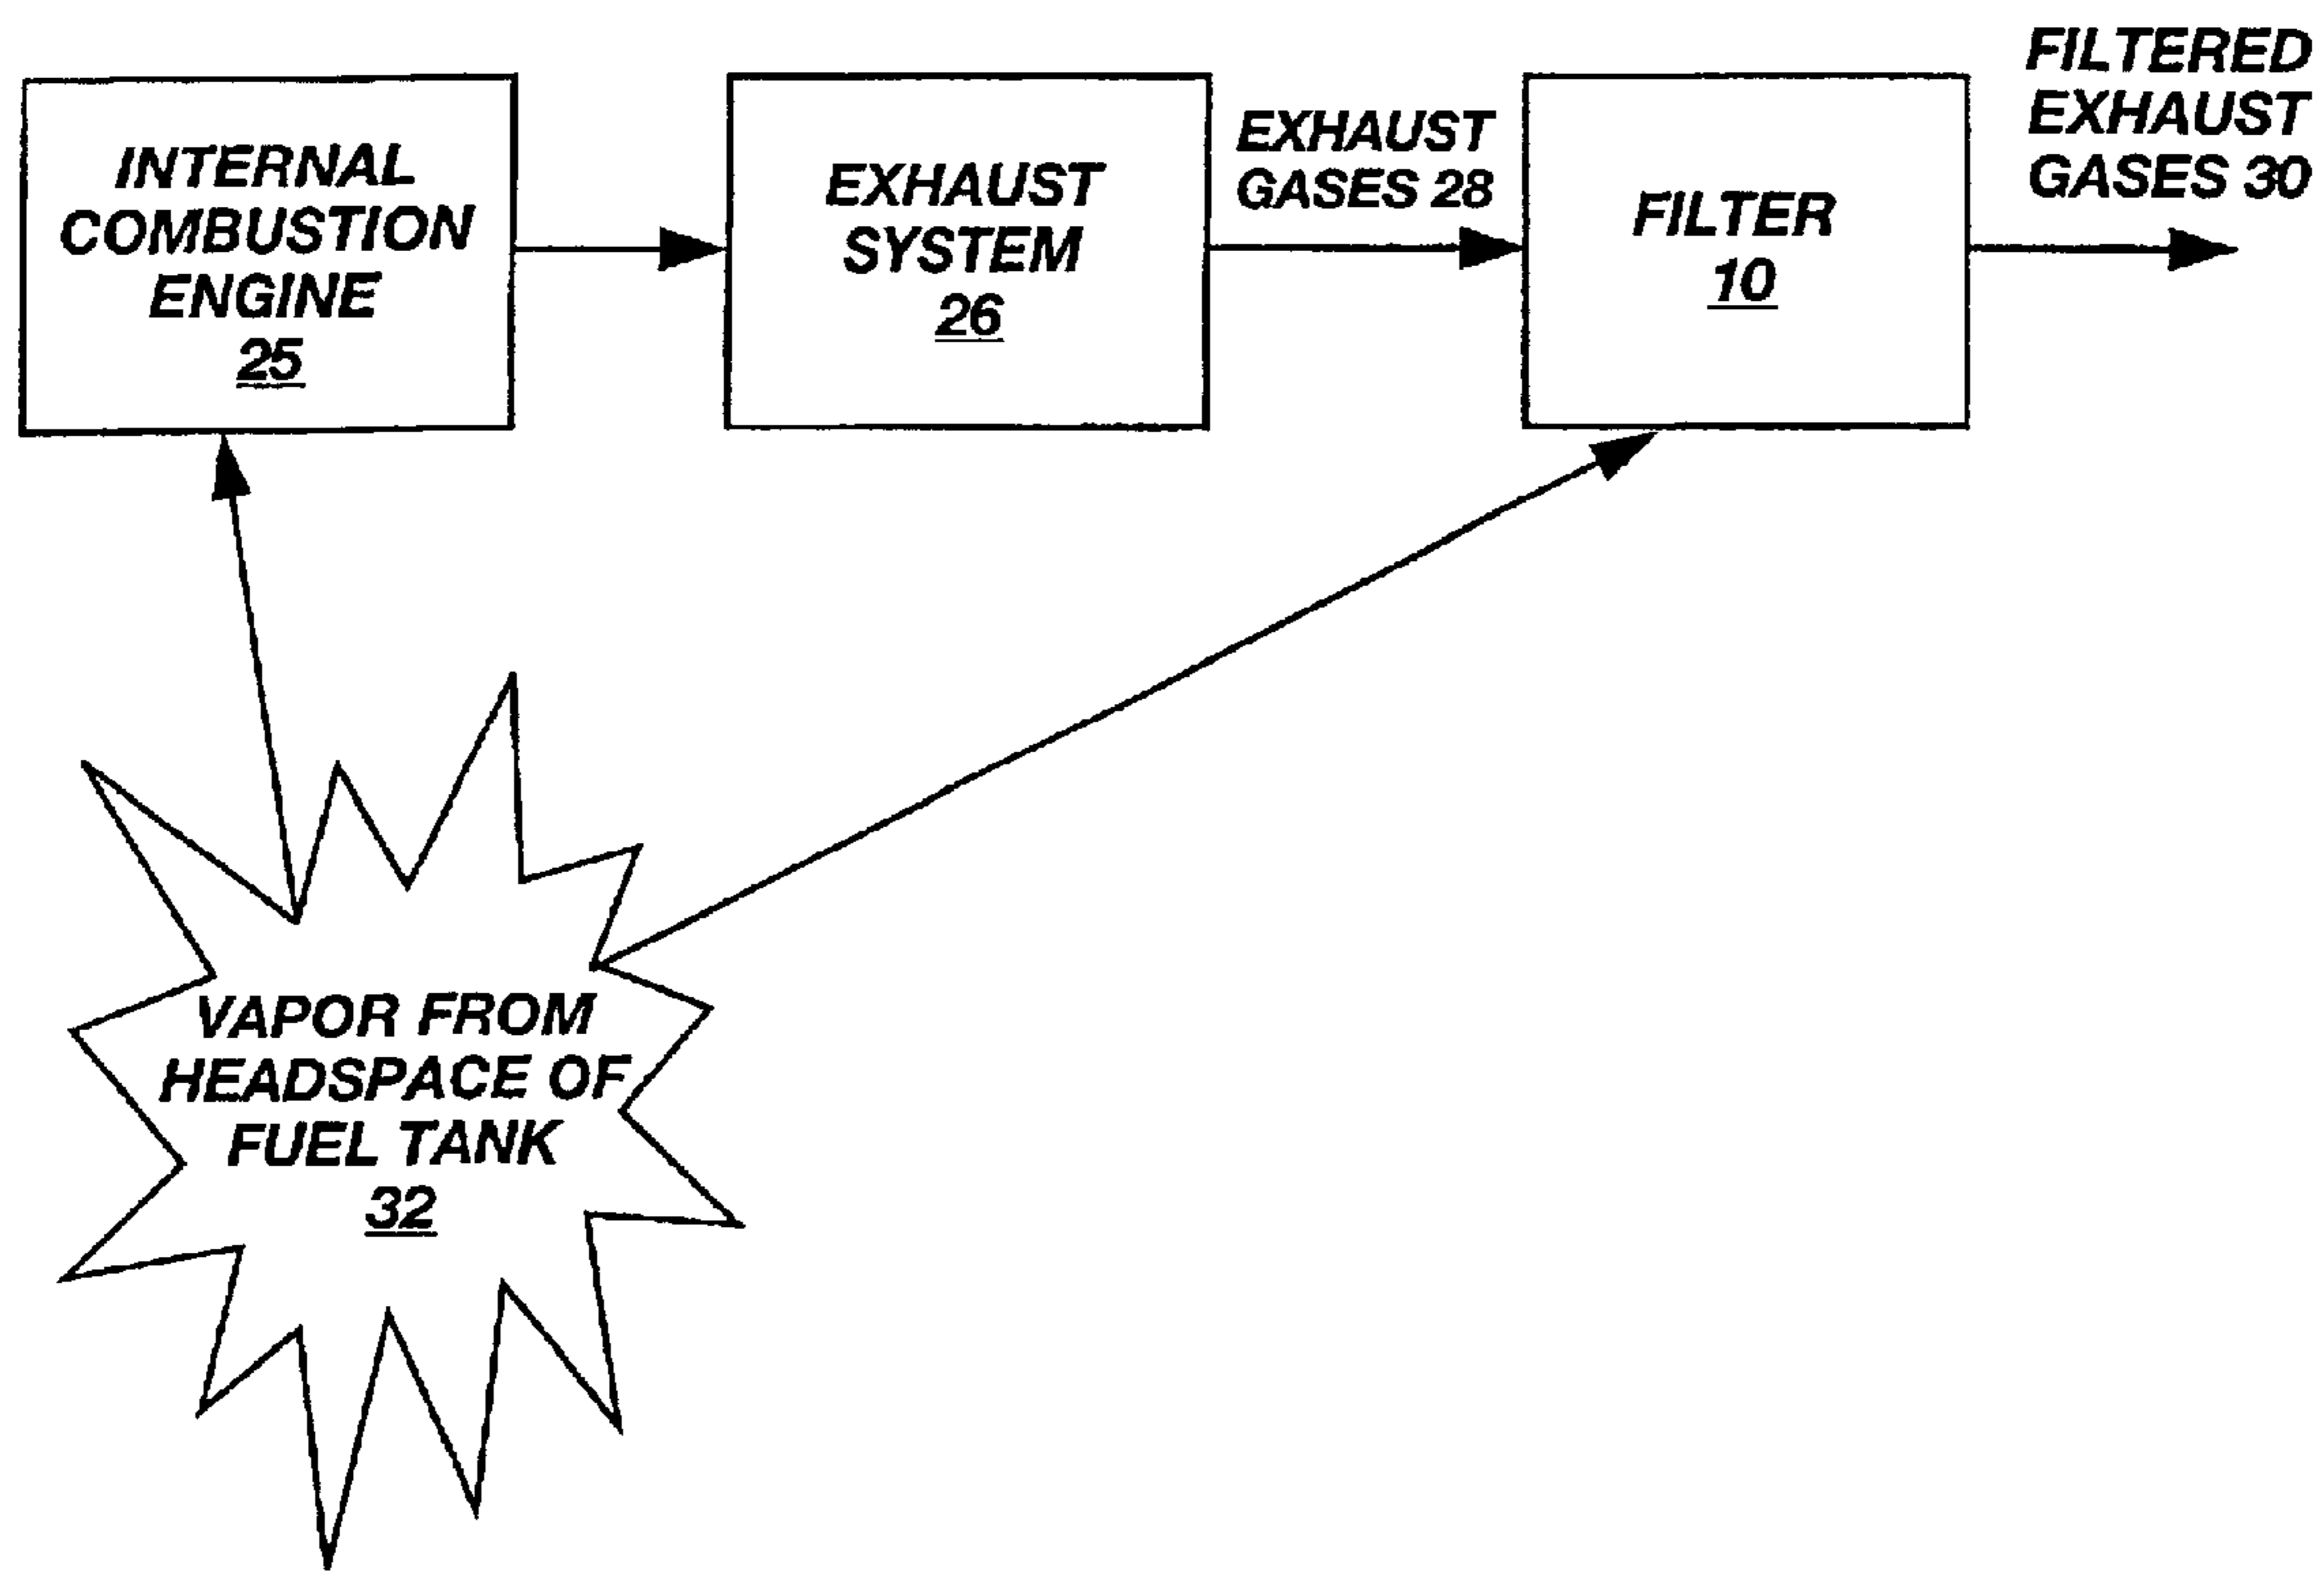 INTERNAL
COMBUSTION
ENGINE
25
EXHAUST
SYSTEM
26
EXHAUST
GASES 28
FILTER
10
FILTERED
EXHAUST
GASES 30
VAPOR FROM
HEADSPACE OF
FUEL TANK
32